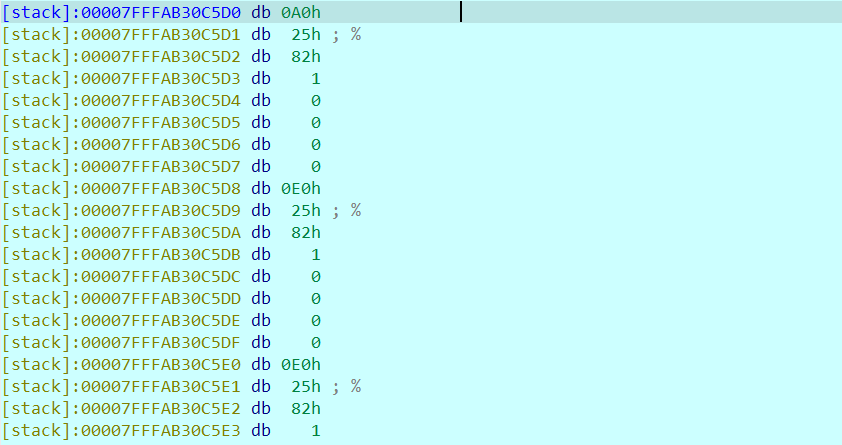 [stack]:00007FFFAB30C5D0 db 0A0h
[stack]:00007FFFAB30C5D1 db 25h ; %
[stack]:00007FFFAB30C5D2 db 82h
[stack]:00007FFFAB30C5D3 db 1
[stack]:00007FFFAB30C5D4 db 0
[stack]:00007FFFAB30C5D5 db 0
[stack]:00007FFFAB30C5D6 db 0
[stack]:00007FFFAB30C5D7 db 0
[stack]:00007FFFAB30C5D8 db 0E0h
[stack]:00007FFFAB30C5D9 db 25h ; %
[stack]:00007FFFAB30C5DA db 82h
[stack]:00007FFFAB30C5DB db 1
[stack]:00007FFFAB30C5DC db 0
[stack]:00007FFFAB30C5DD db 0
[stack]:00007FFFAB30C5DE db 0
[stack]:00007FFFAB30C5DF db 0
[stack]:00007FFFAB30C5E0 db 0E0h
[stack]:00007FFFAB30C5E1 db 25h ; %
[stack]:00007FFFAB30C5E2 db 82h
[stack]:00007FFFAB30C5E3 db 1